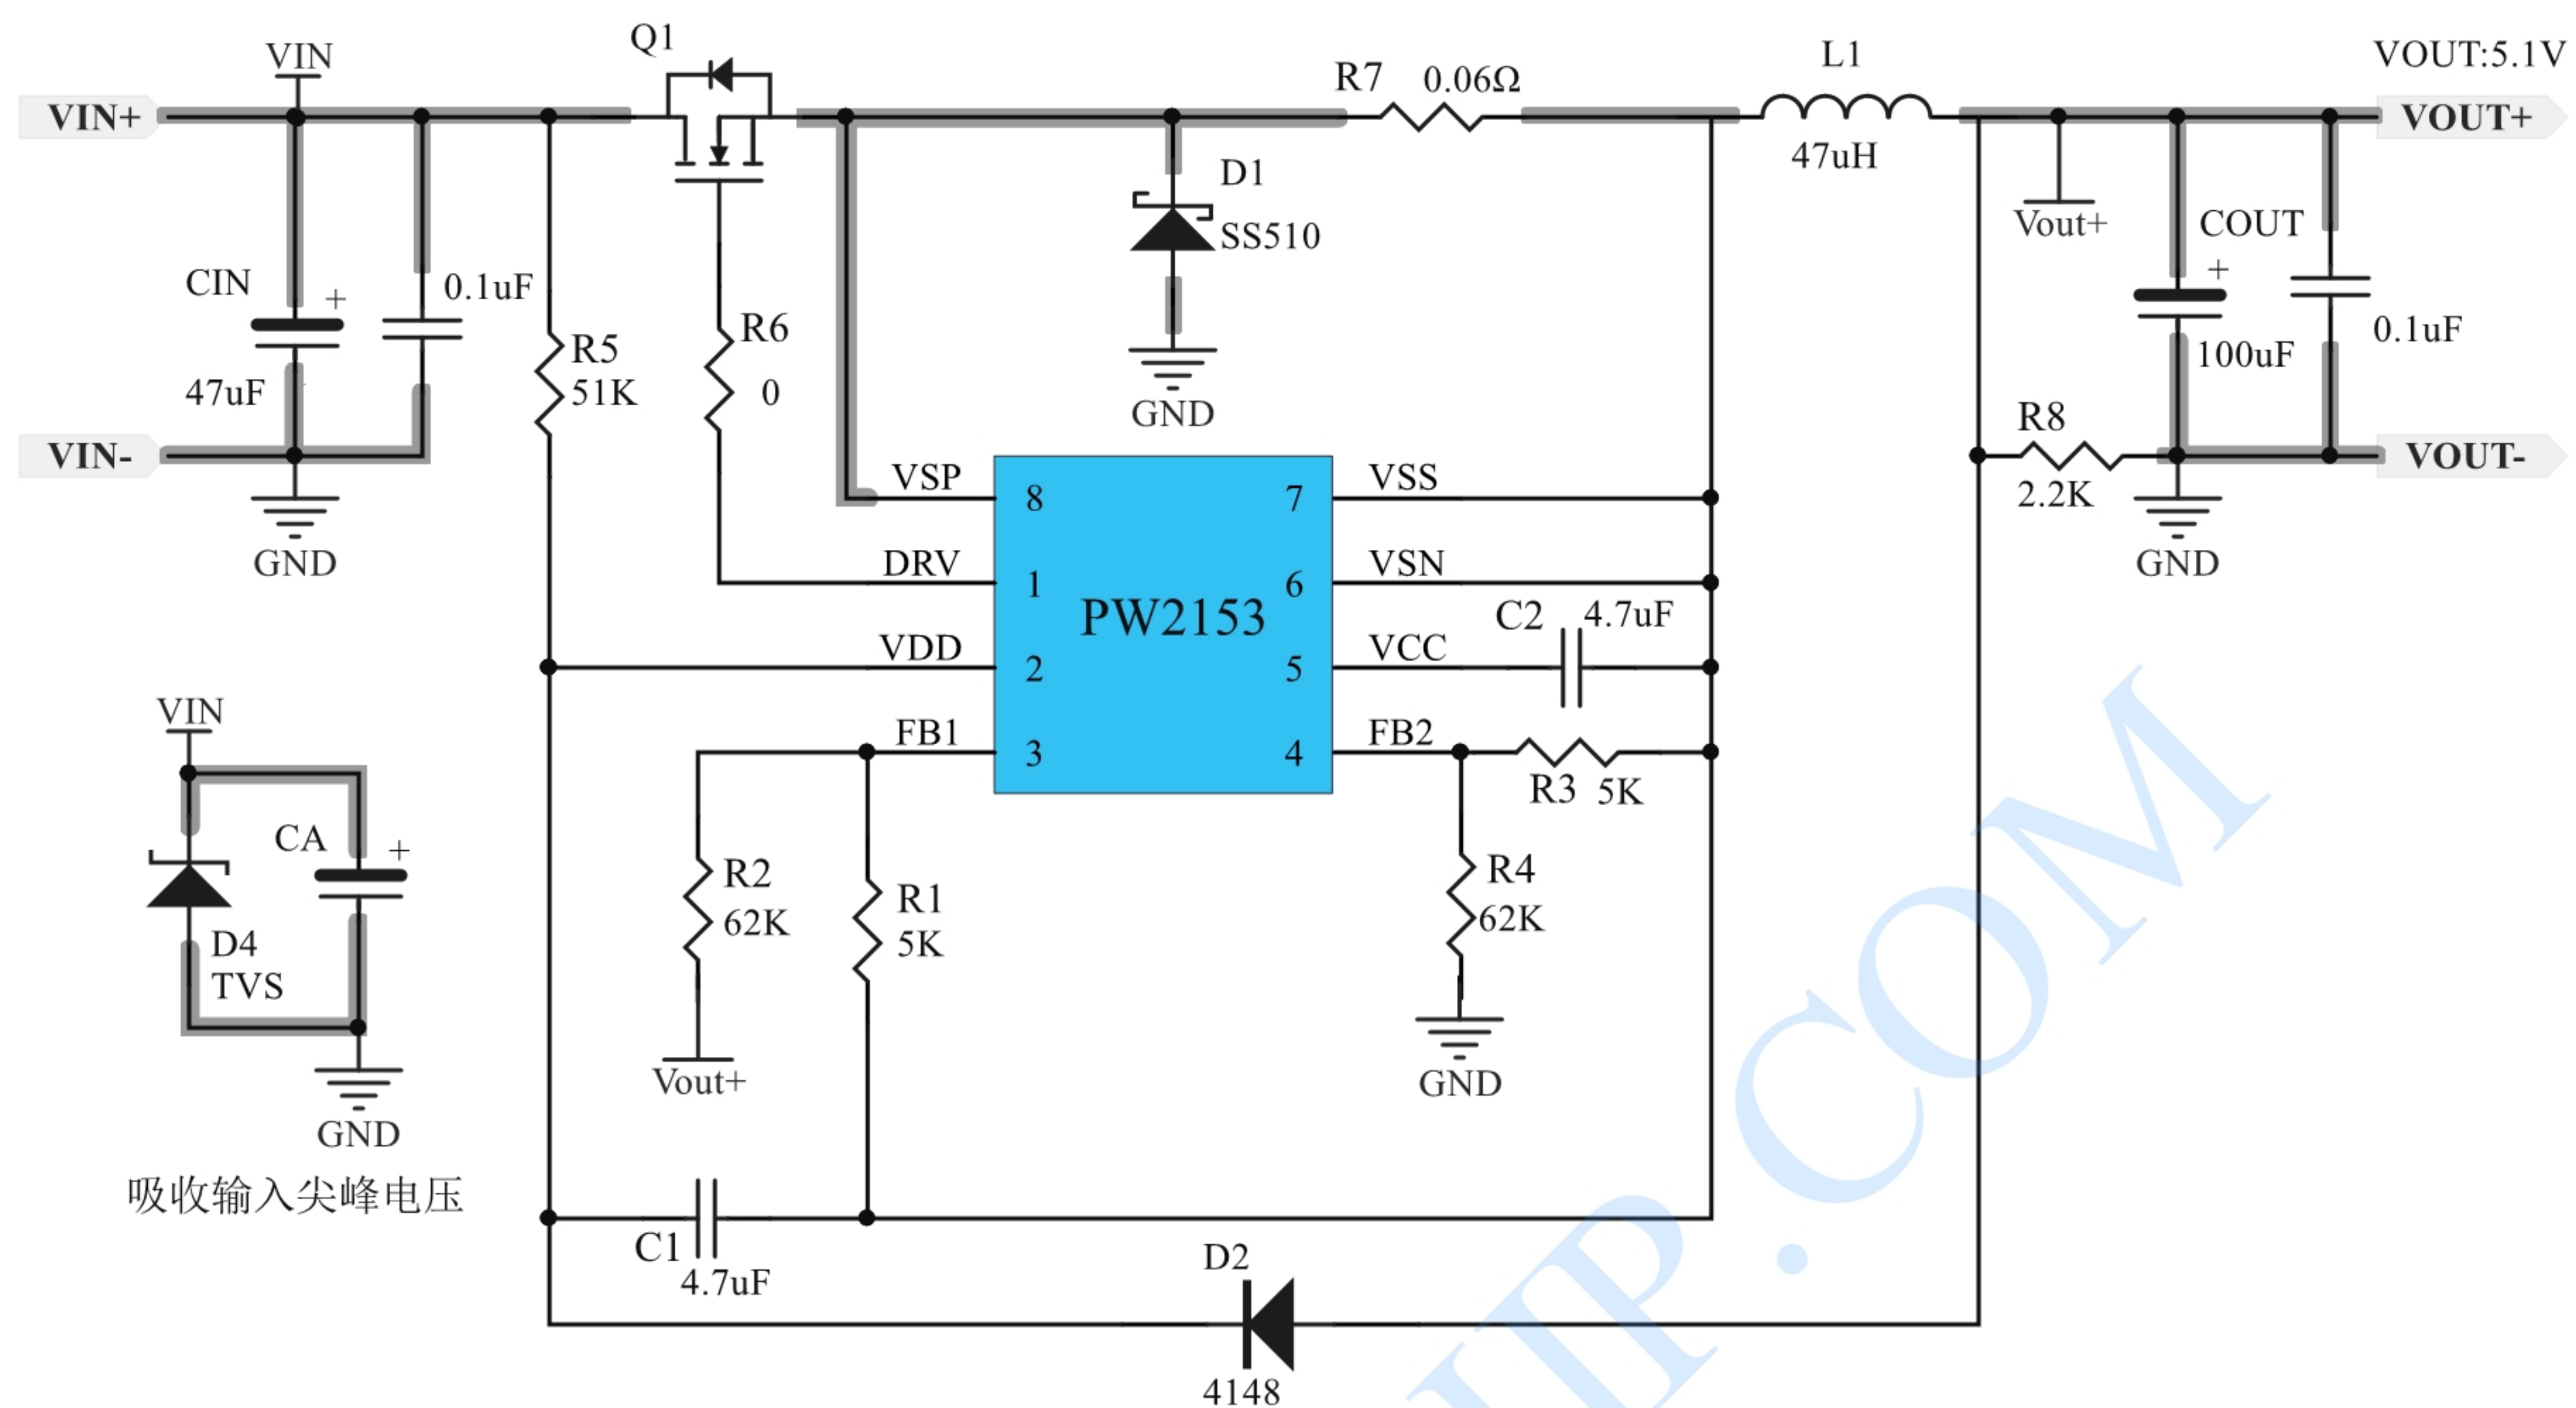 VIN
Q1
R7 0.06Ω
L1
VOUT:5.1V
VIN+
VOUT+
47uH
D1
SS510
Vout+
COUT
+
100uF
0.1uF
CIN
+
0.1uF
47uF
R5
51K
R6
0
GND
VIN-
R8
2.2K
VOUT-
GND
GND
VSP 8
7 VSS
DRV 1
6 VSN
PW2153
C2 4.7uF
VDD 2
5 VCC
FB1 3
4 FB2
R3 5K
VIN
CA
+
D4
TVS
GND
吸收输入尖峰电压
R2
62K
R1
5K
R4
62K
Vout+
GND
C1
4.7uF
D2
4148
IP.COM